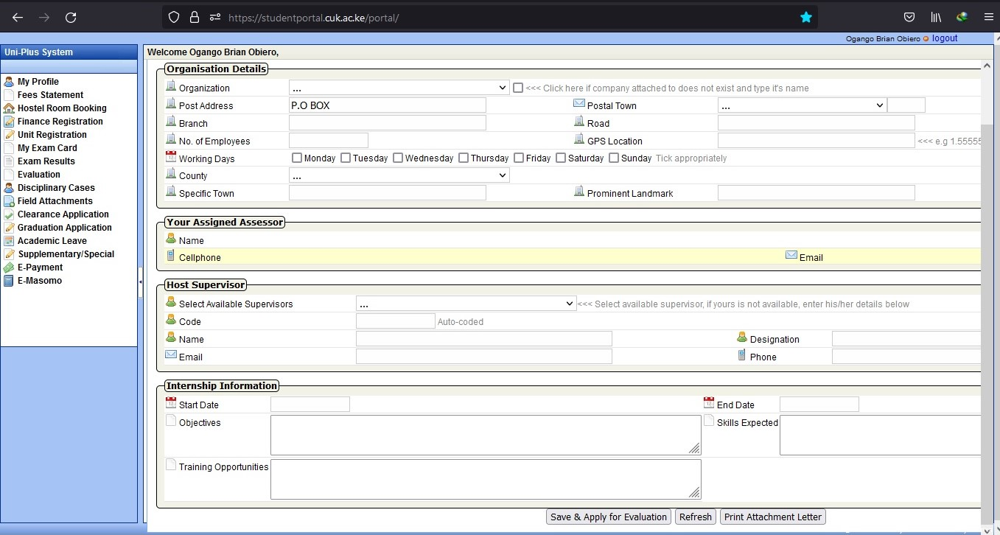 https://studentportal.cuk.ac.ke/portal/
Ogango Brian Obiero logout
Uni-Plus System
Welcome Ogango Brian Obiero,
My Profile
Fees Statement
Hostel Room Booking
Finance Registration
Unit Registration
My Exam Card
Exam Results
Evaluation
Disciplinary Cases
Field Attachments
Clearance Application
Graduation Application
Academic Leave
Supplementary/Special
E-Payment
E-Masomo
Organisation Details
Organization ... <<< Click here if company attached to does not exist and type it's name
Post Address P.O BOX Postal Town ...
Branch Road
No. of Employees GPS Location <<< e.g 1.55555
Working Days Monday Tuesday Wednesday Thursday Friday Saturday Sunday Tick appropriately
County ...
Specific Town Prominent Landmark
Your Assigned Assessor
Name
Cellphone Email
Host Supervisor
Select Available Supervisors ... <<< Select available supervisor, if yours is not available, enter his/her details below
Code Auto-coded
Name Designation
Email Phone
Internship Information
Start Date End Date
Objectives Skills Expected
Training Opportunities
Save & Apply for Evaluation Refresh Print Attachment Letter